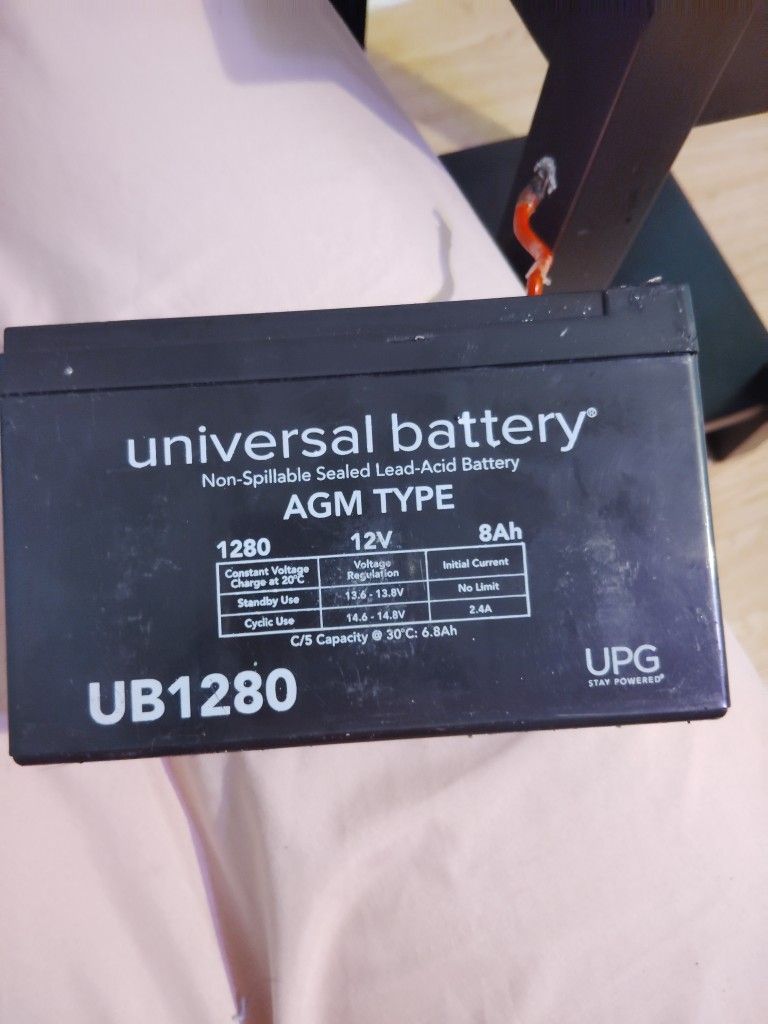 universal battery®
Non-Spillable Sealed Lead-Acid Battery
AGM TYPE
1280 12V 8Ah
Constant Voltage Charge at 20°C Voltage Regulation Initial Current
Standby Use 13.6 - 13.8V No Limit
Cyclic Use 14.6 - 14.8V 2.4A
C/5 Capacity @ 30°C: 6.8Ah
UB1280
UPG
STAY POWERED®